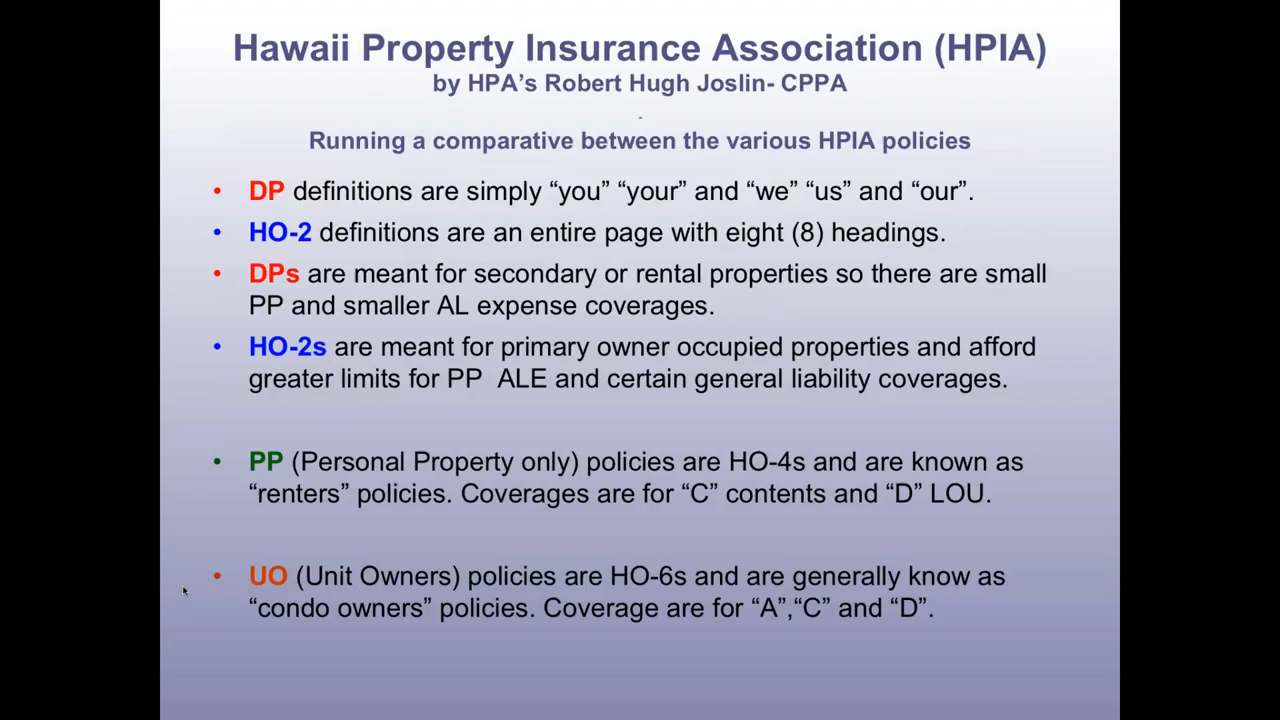 Hawaii Property Insurance Association (HPIA)
by HPA’s Robert Hugh Joslin- CPPA
-
Running a comparative between the various HPIA policies
• DP definitions are simply “you” “your” and “we” “us” and “our”.
• HO-2 definitions are an entire page with eight (8) headings.
• DPs are meant for secondary or rental properties so there are small
PP and smaller AL expense coverages.
• HO-2s are meant for primary owner occupied properties and afford
greater limits for PP  ALE and certain general liability coverages.
• PP (Personal Property only) policies are HO-4s and are known as
“renters” policies. Coverages are for “C” contents and “D” LOU.
• UO (Unit Owners) policies are HO-6s and are generally know as
“condo owners” policies. Coverage are for “A”,“C” and “D”.